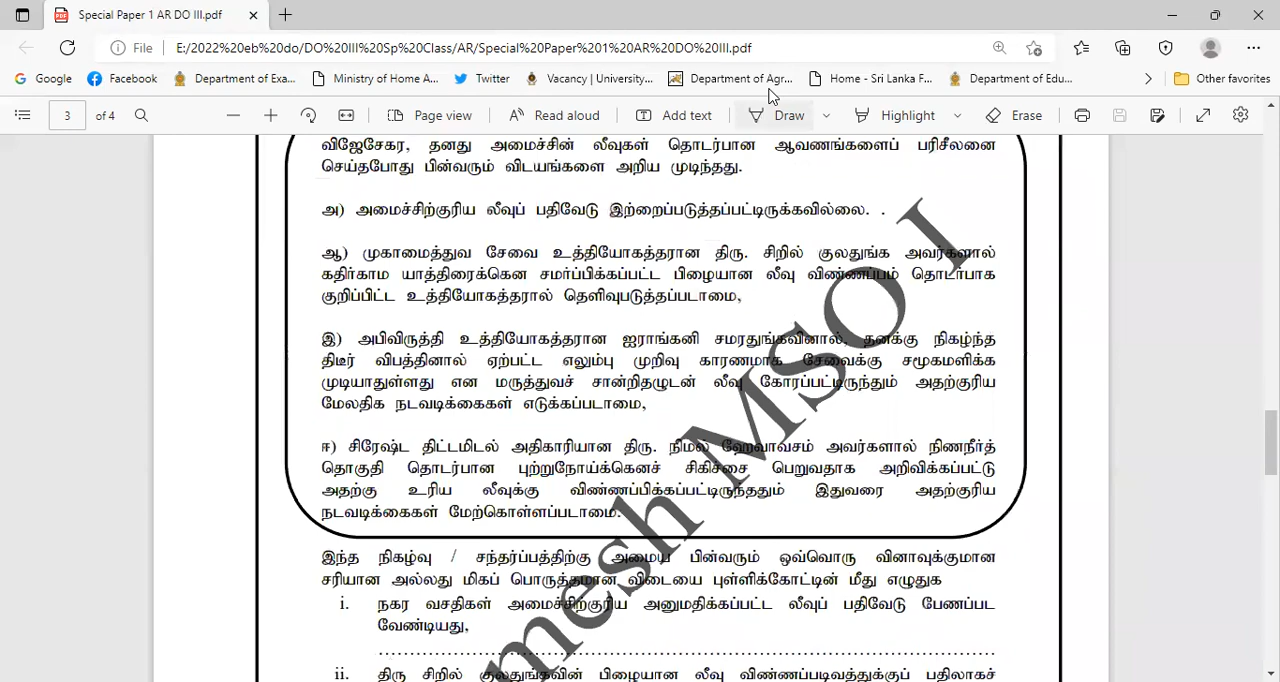 Special Paper 1 AR DO III.pdf
File E:/2022%20eb%20do/DO%20III%20Sp%20Class/AR/Special%20Paper%201%20AR%20DO%20III.pdf
Google Facebook Department of Exa... Ministry of Home A... Twitter Vacancy | University... Department of Agr... Home - Sri Lanka F... Department of Edu... Other favorites
3 of 4 Page view Read aloud Add text Draw Highlight Erase
விஜேசேகர, தனது அமைச்சின் லீவுகள் தொடர்பான ஆவணங்களைப் பரிசீலனை
செய்தபோது பின்வரும் விடயங்களை அறிய முடிந்தது.
அ) அமைச்சிற்குரிய லீவுப் பதிவேடு இற்றைப்படுத்தப்பட்டிருக்கவில்லை. .
ஆ) முகாமைத்துவ சேவை உத்தியோகத்தரான திரு. சிறில் குலதுங்க அவர்களால்
கதிர்காம யாத்திரைக்கென சமர்ப்பிக்கப்பட்ட பிழையான லீவு விண்ணப்பம் தொடர்பாக
குறிப்பிட்ட உத்தியோகத்தரால் தெளிவுபடுத்தப்படாமை,
இ) அபிவிருத்தி உத்தியோகத்தரான ஐராங்கனி சமரதுங்கவினால், தனக்கு நிகழ்ந்த
திடீர் விபத்தினால் ஏற்பட்ட எலும்பு முறிவு காரணமாக சேவைக்கு சமூகமளிக்க
முடியாதுள்ளது என மருத்துவச் சான்றிதழுடன் லீவு கோரப்பட்டிருந்தும் அதற்குரிய
மேலதிக நடவடிக்கைகள் எடுக்கப்படாமை,
ஈ) சிரேஷ்ட திட்டமிடல் அதிகாரியான திரு. நிமல் ஹேவாவசம் அவர்களால் நிணநீர்த்
தொகுதி தொடர்பான புற்றுநோய்க்கெனச் சிகிச்சை பெறுவதாக அறிவிக்கப்பட்டு
அதற்கு உரிய லீவுக்கு விண்ணப்பிக்கப்பட்டிருந்ததும் இதுவரை அதற்குரிய
நடவடிக்கைகள் மேற்கொள்ளப்படாமை.
இந்த நிகழ்வு / சந்தர்ப்பத்திற்கு அமைய பின்வரும் ஒவ்வொரு வினாவுக்குமான
சரியான அல்லது மிகப் பொருத்தமான விடையை புள்ளிக்கோட்டின் மீது எழுதுக
i. நகர வசதிகள் அமைச்சிற்குரிய அனுமதிக்கப்பட்ட லீவுப் பதிவேடு பேணப்பட
வேண்டியது,
ii. திரு சிறில் குலதுங்கவின் பிழையான லீவு விண்ணப்படிவத்துக்குப் பதிலாகச்
mesh MSO I